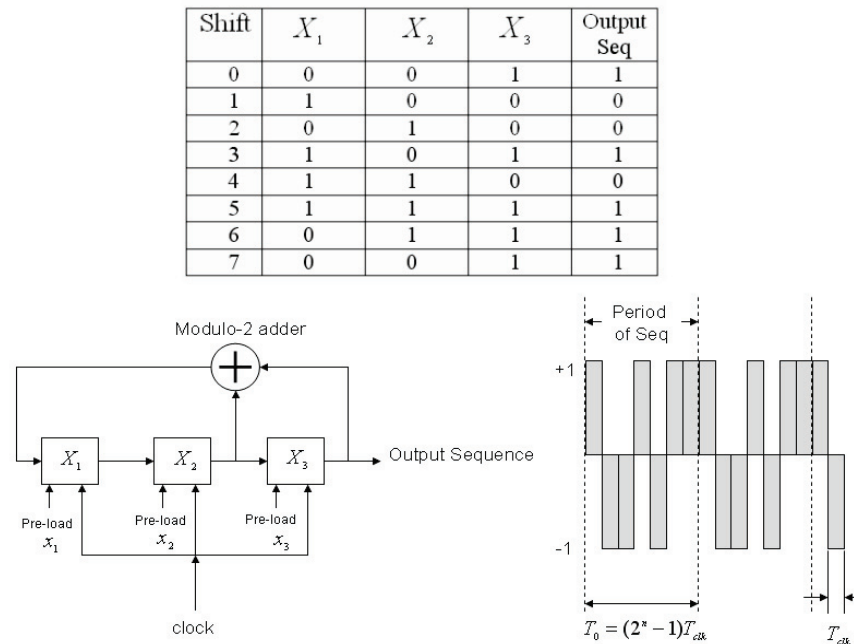 Shift X₁ X₂ X₃ Output Seq
0 0 0 1 1
1 1 0 0 0
2 0 1 0 0
3 1 0 1 1
4 1 1 0 0
5 1 1 1 1
6 0 1 1 1
7 0 0 1 1
Modulo-2 adder
+
X₁ X₂ X₃ Output Sequence
Pre-load x₁
Pre-load x₂
Pre-load x₃
clock
Period
of Seq
+1
-1
T₀ = (2ⁿ − 1)T_clk
T_clk